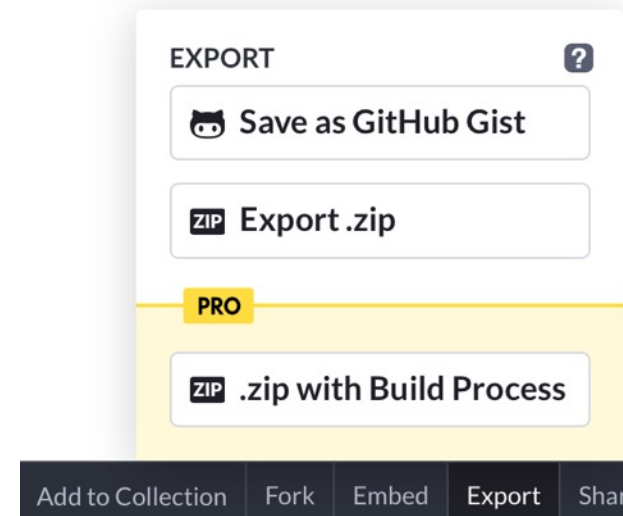 EXPORT ?
Save as GitHub Gist
ZIP Export .zip
PRO
ZIP .zip with Build Process
Add to Collection Fork Embed Export Shar